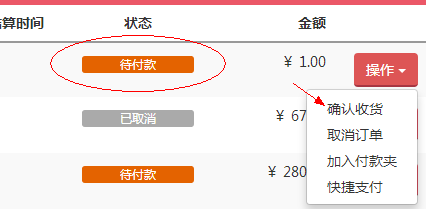 算时间 状态 金额
待付款 ￥ 1.00 操作
确认收货
已取消 ￥ 67
取消订单
加入付款夹
待付款 ￥ 280
快捷支付